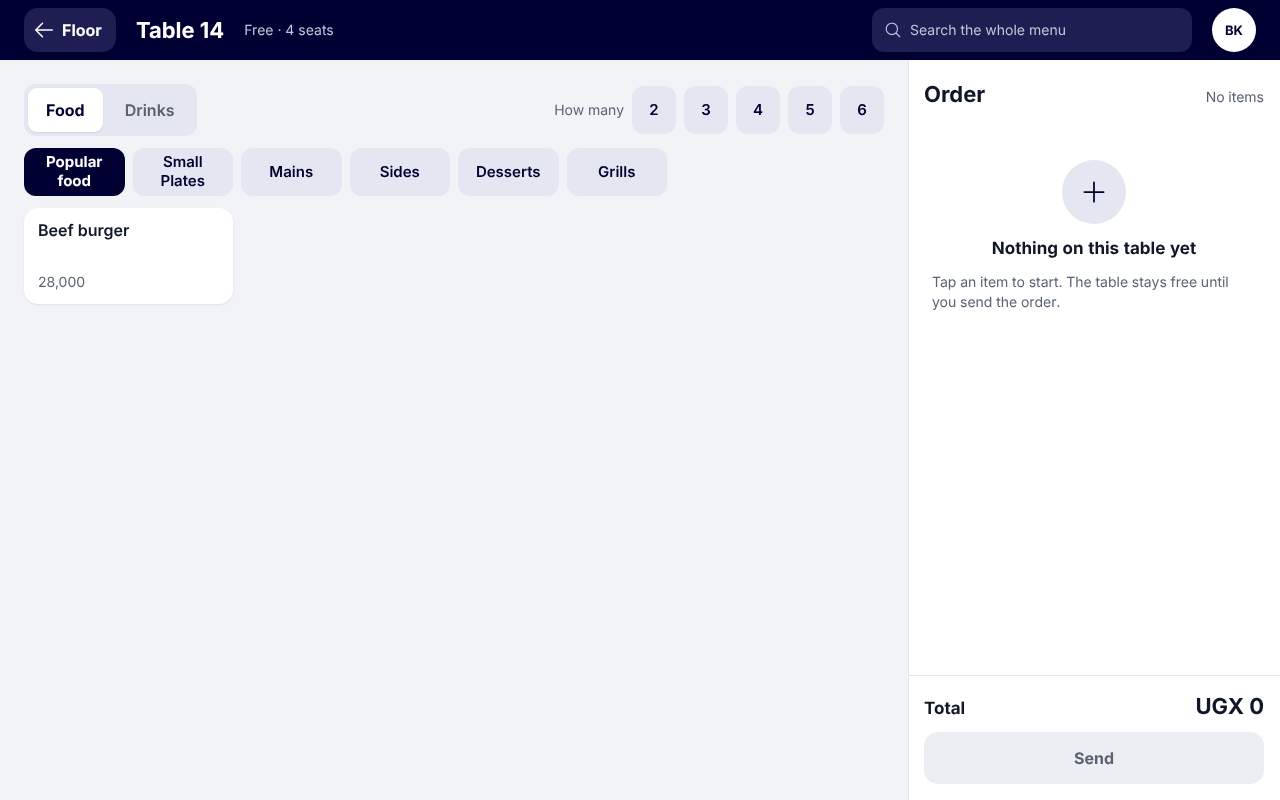 Floor
Table 14
Free · 4 seats
Search the whole menu
BK
Food
Drinks
How many
2
3
4
5
6
Popular
food
Small
Plates
Mains
Sides
Desserts
Grills
Beef burger
28,000
Order
No items
Nothing on this table yet
Tap an item to start. The table stays free until
you send the order.
Total
UGX 0
Send